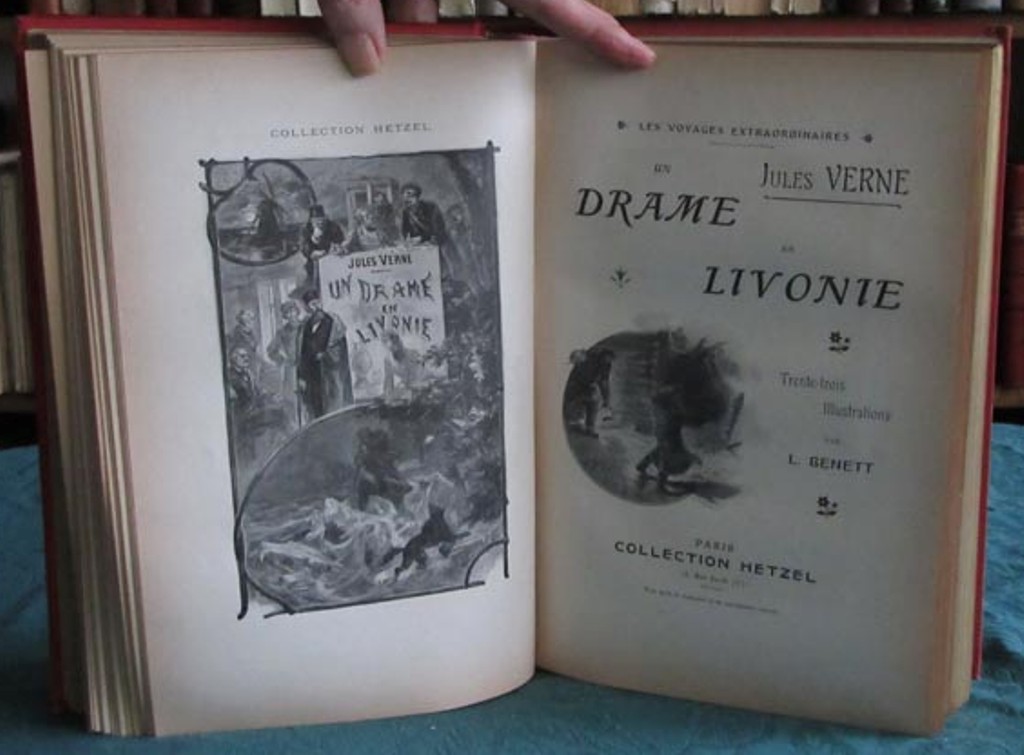 COLLECTION HETZEL
JULES VERNE
UN DRAME
EN
LIVONIE
LES VOYAGES EXTRAORDINAIRES
UN
JULES VERNE
DRAME
EN
LIVONIE
Trente-trois
Illustrations
PAR
L. BENETT
PARIS
COLLECTION HETZEL